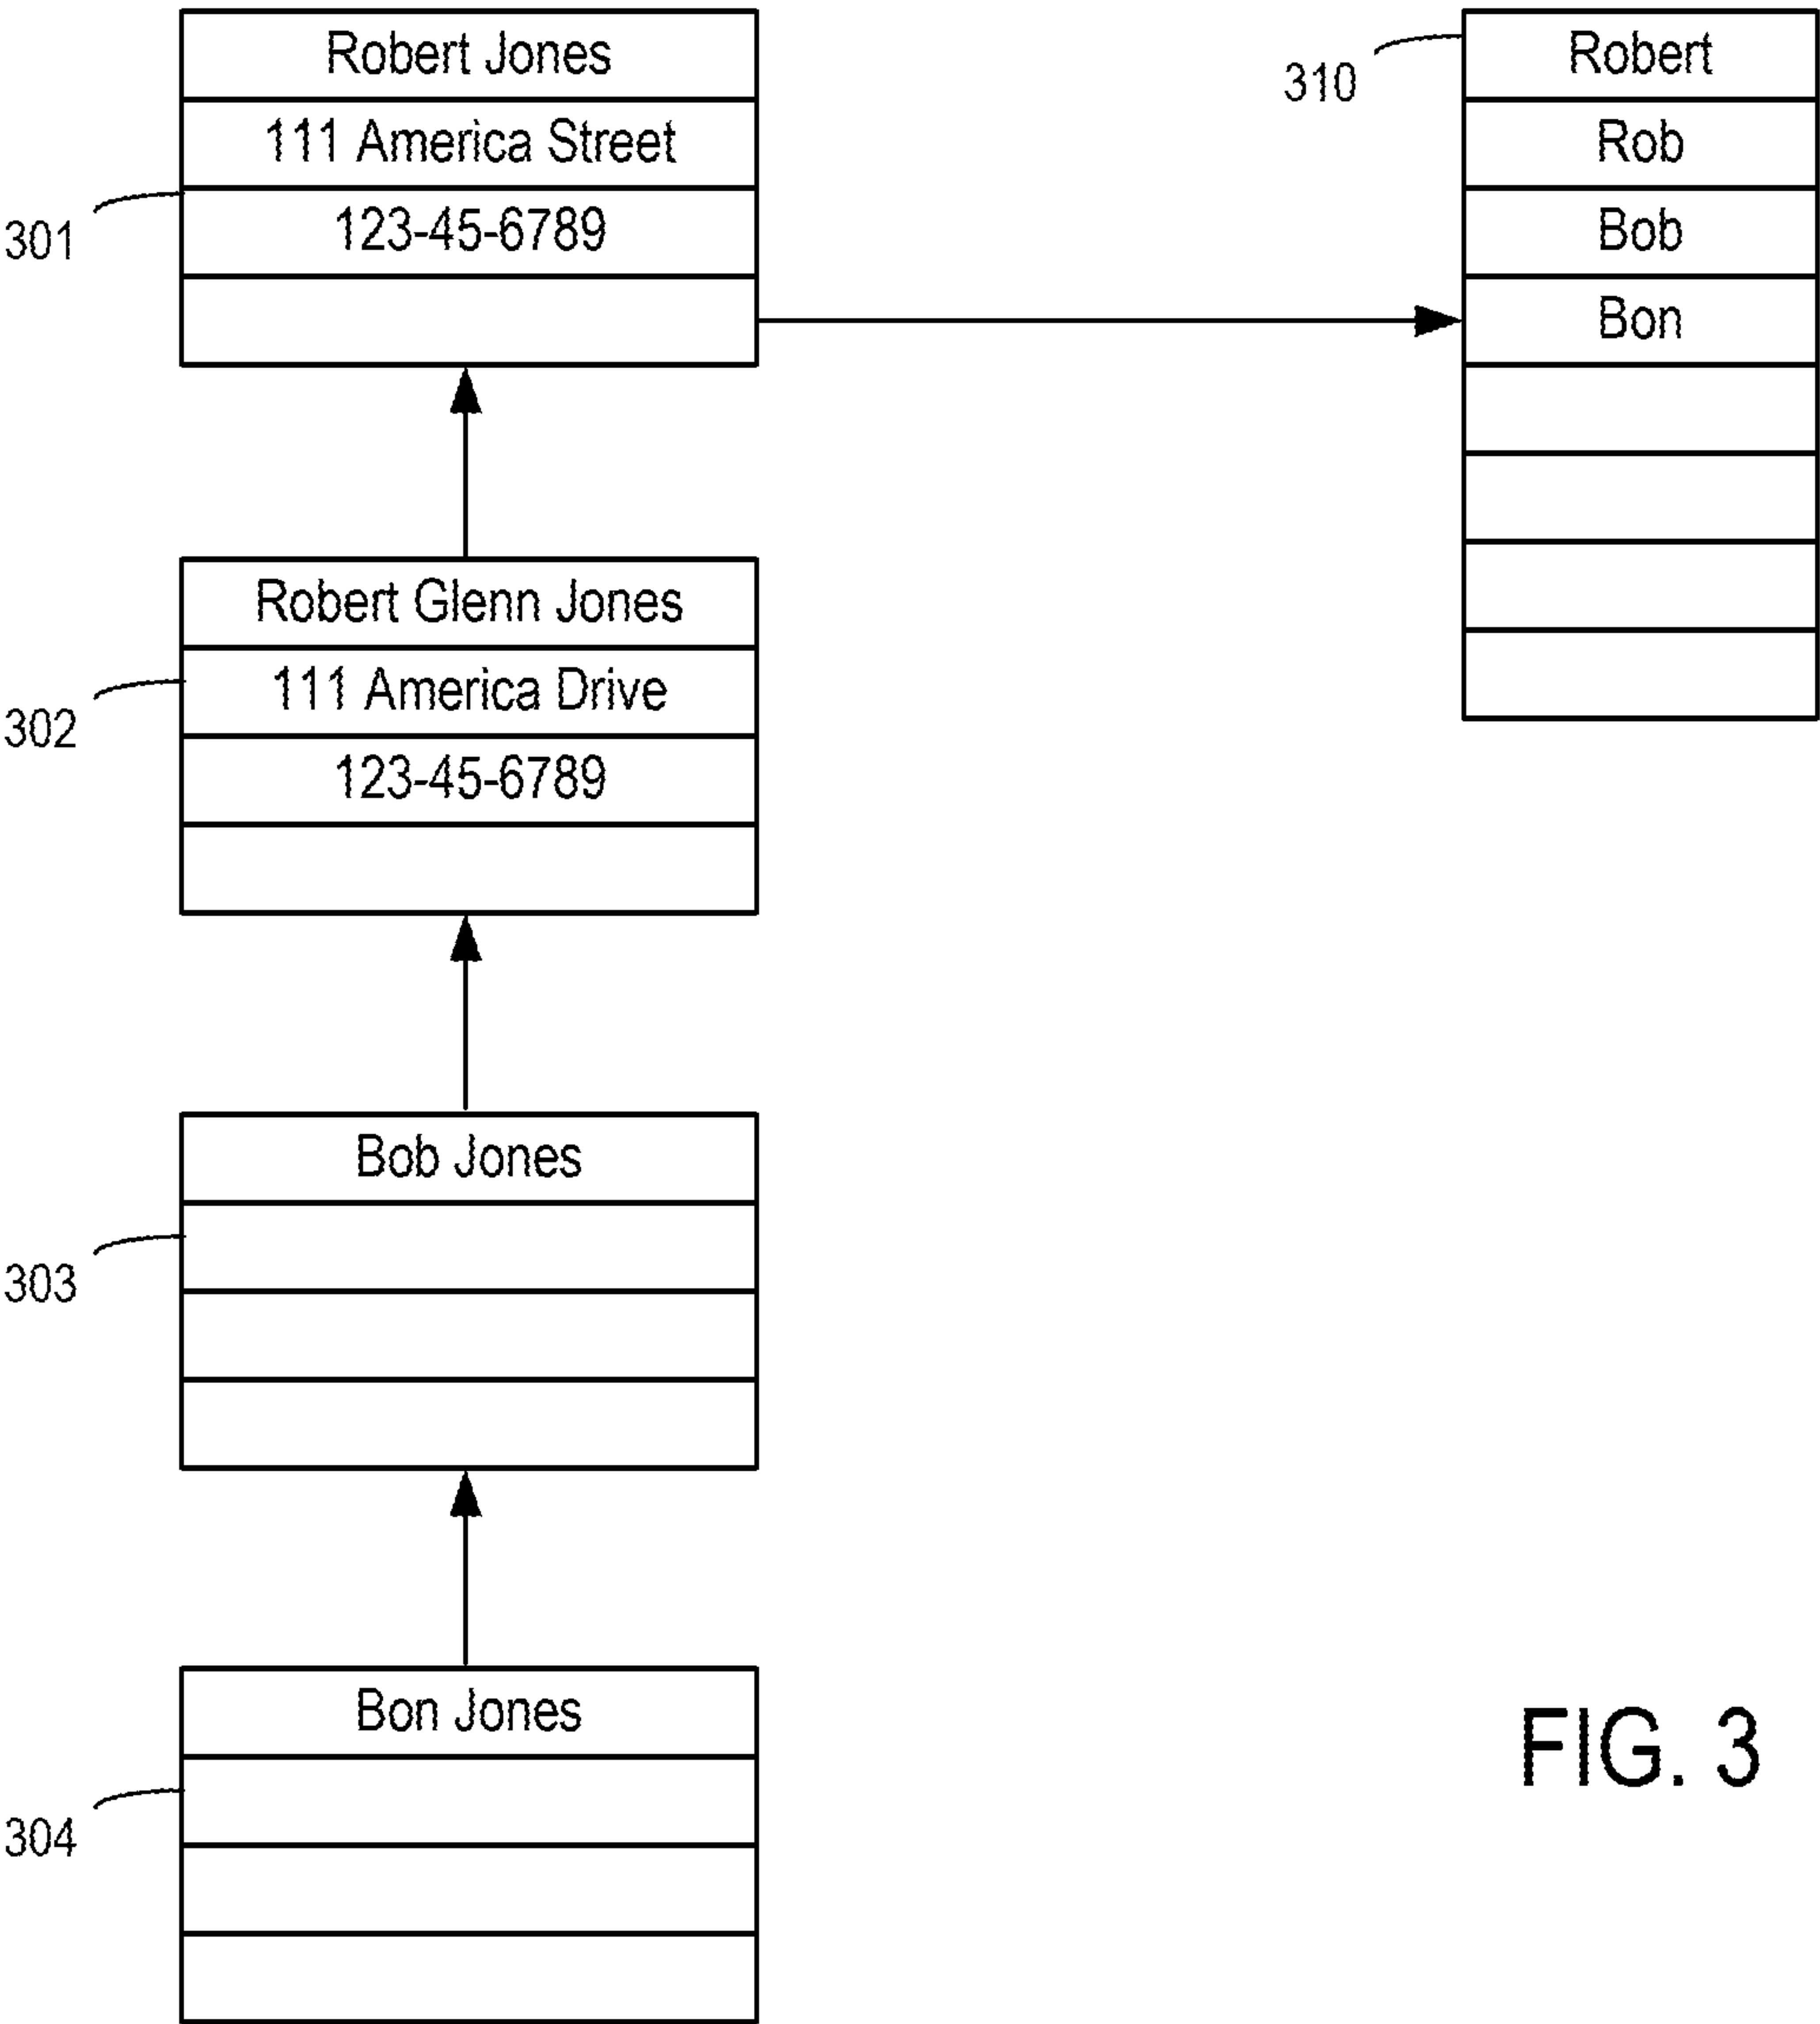 Robert Jones
111 America Street
301
123-45-6789
310
Robert
Rob
Bob
Bon
Robert Glenn Jones
302
111 America Drive
123-45-6789
Bob Jones
303
Bon Jones
304
FIG. 3